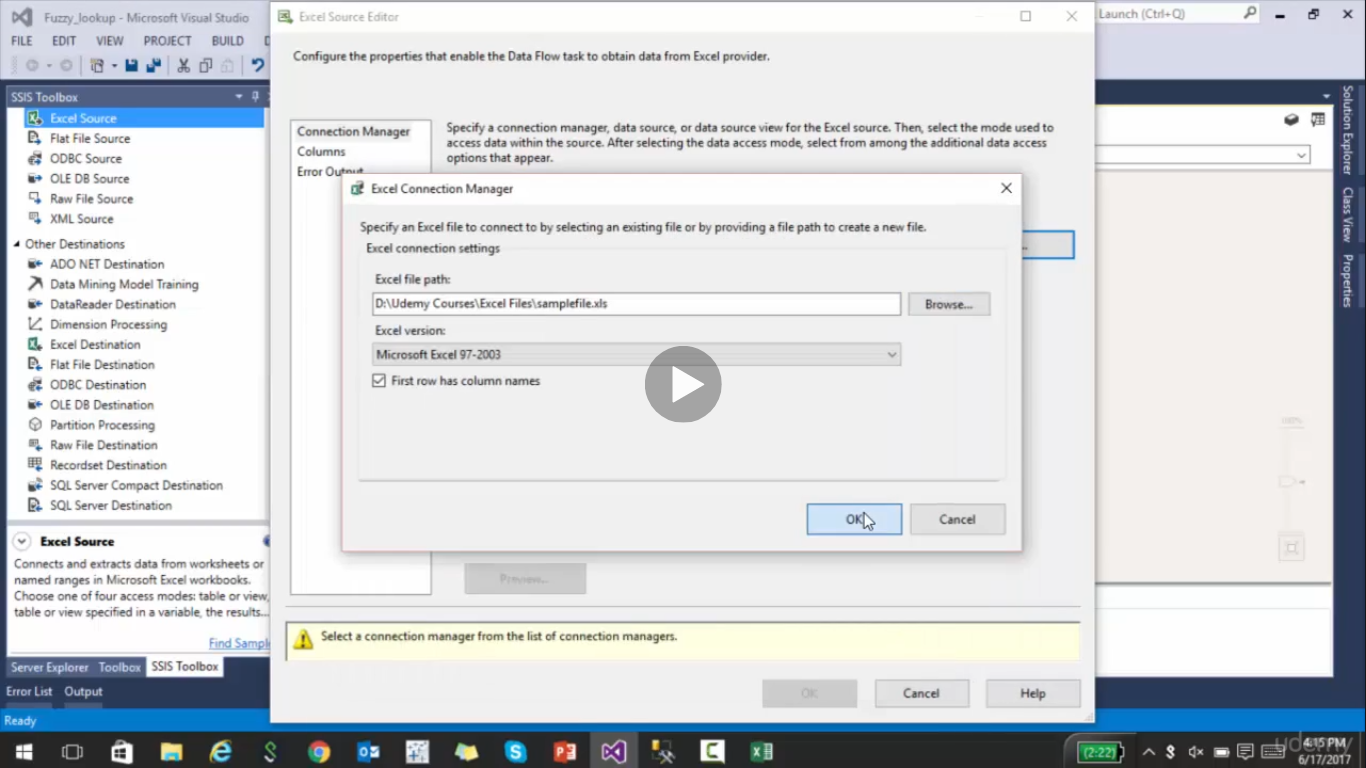 Fuzzy_lookup - Microsoft Visual Studio
Launch (Ctrl+Q)
FILE EDIT VIEW PROJECT BUILD
SSIS Toolbox
Excel Source
Flat File Source
ODBC Source
OLE DB Source
Raw File Source
XML Source
Other Destinations
ADO NET Destination
Data Mining Model Training
DataReader Destination
Dimension Processing
Excel Destination
Flat File Destination
ODBC Destination
OLE DB Destination
Partition Processing
Raw File Destination
Recordset Destination
SQL Server Compact Destination
SQL Server Destination
Excel Source
Connects and extracts data from worksheets or
named ranges in Microsoft Excel workbooks.
Choose one of four access modes: table or view,
table or view specified in a variable, the results...
Find Sampl
Server Explorer Toolbox SSIS Toolbox
Error List Output
Ready
Excel Source Editor
Configure the properties that enable the Data Flow task to obtain data from Excel provider.
Connection Manager
Columns
Error Output
Specify a connection manager, data source, or data source view for the Excel source. Then, select the mode used to
access data within the source. After selecting the data access mode, select from among the additional data access
options that appear.
Excel Connection Manager
Specify an Excel file to connect to by selecting an existing file or by providing a file path to create a new file.
Excel connection settings
Excel file path:
D:\Udemy Courses\Excel Files\samplefile.xls
Browse...
Excel version:
Microsoft Excel 97-2003
First row has column names
OK
Cancel
Preview...
Select a connection manager from the list of connection managers.
OK Cancel Help
Solution Explorer
Class View
Properties
100%
(2:22)
udemy
4:15 PM
6/17/2017